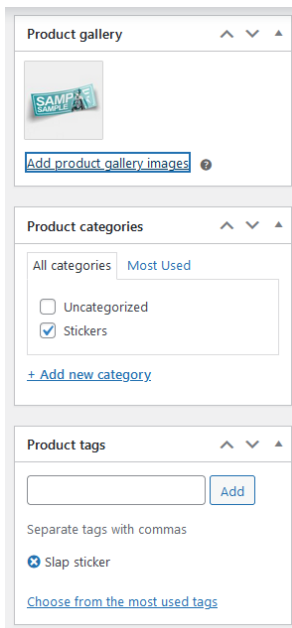 Product gallery
SAMPLE
SAMPLE
Add product gallery images
Product categories
All categories Most Used
Uncategorized
Stickers
+ Add new category
Product tags
Add
Separate tags with commas
Slap sticker
Choose from the most used tags